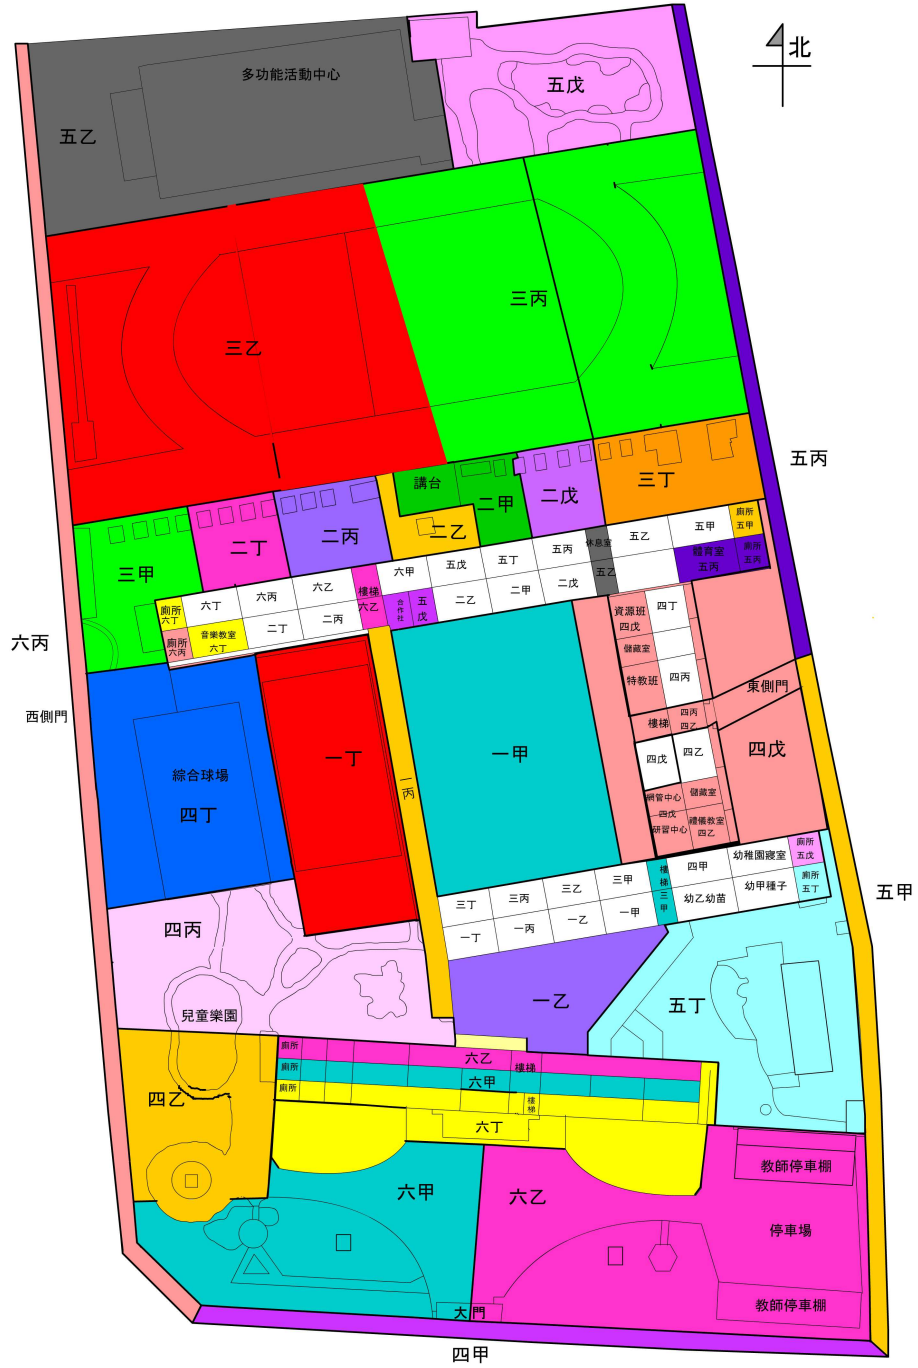 北
多功能活動中心
五戊
五乙
三丙
三乙
五丙
講台
三丁
二戊
二甲
二乙
二丙
二丁
三甲
廁所
五甲
五甲
五乙
休息室
五乙
體育室
五丙
廁所
五丙
五丙
五丁
五戊
六甲
樓梯
六乙
六乙
六丙
六丁
廁所
六丁
二戊
二甲
二乙
五戊
合作社
二丙
二丁
音樂教室
六丁
廁所
六丙
六丙
西側門
資源班
四戊
四丁
儲藏室
特教班
四丙
東側門
樓梯
四丙
四乙
四戊
四乙
四戊
網管中心
四戊
研習中心
儲藏室
禮儀教室
四乙
一甲
一丁
一丙
綜合球場
四丁
五甲
廁所
五戊
幼稚園寢室
四甲
樓梯
三甲
三甲
三乙
三丙
三丁
廁所
五丁
幼甲種子
幼乙幼苗
一甲
一乙
一丙
一丁
四丙
兒童樂園
一乙
五丁
廁所
六乙
樓梯
廁所
六甲
廁所
樓梯
四乙
六丁
六甲
六乙
教師停車棚
停車場
教師停車棚
大門
四甲